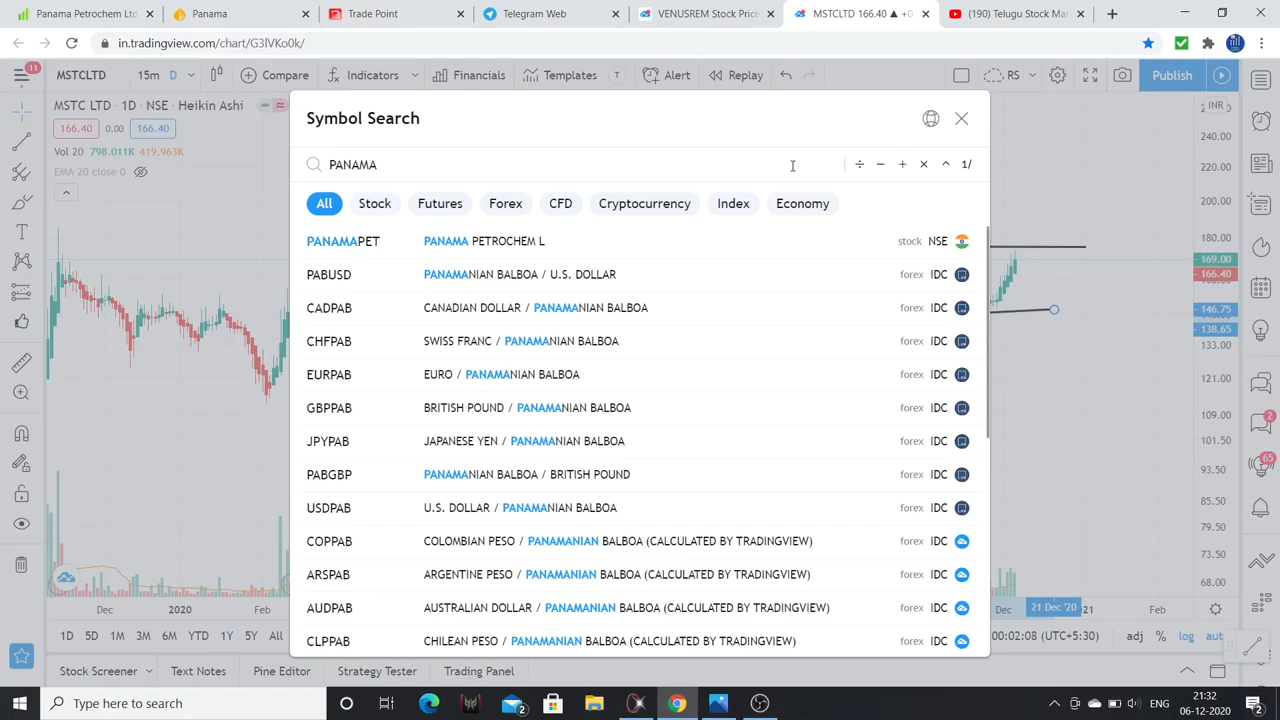 Panama Petrochem Ltd
Panama
Trade Point
Telegram Web
VENUSREM Stock Price
MSTCLTD 166.40 ▲ +0
(190) Telugu Stock Ma
in.tradingview.com/chart/G3lVKo0k/
11
MSTCLTD
15m
D
Compare
Indicators
Financials
Templates
T
Alert
Replay
RS
Publish
MSTC LTD · 1D · NSE · Heikin Ashi
166.40
0.00
166.40
Vol 20 798.011K 419.963K
EMA 20 close 0
Symbol Search
PANAMA
÷ − + × ^ 1/
All
Stock
Futures
Forex
CFD
Cryptocurrency
Index
Economy
PANAMAPET PANAMA PETROCHEM L stock NSE
PABUSD PANAMANIAN BALBOA / U.S. DOLLAR forex IDC
CADPAB CANADIAN DOLLAR / PANAMANIAN BALBOA forex IDC
CHFPAB SWISS FRANC / PANAMANIAN BALBOA forex IDC
EURPAB EURO / PANAMANIAN BALBOA forex IDC
GBPPAB BRITISH POUND / PANAMANIAN BALBOA forex IDC
JPYPAB JAPANESE YEN / PANAMANIAN BALBOA forex IDC
PABGBP PANAMANIAN BALBOA / BRITISH POUND forex IDC
USDPAB U.S. DOLLAR / PANAMANIAN BALBOA forex IDC
COPPAB COLOMBIAN PESO / PANAMANIAN BALBOA (CALCULATED BY TRADINGVIEW) forex IDC
ARSPAB ARGENTINE PESO / PANAMANIAN BALBOA (CALCULATED BY TRADINGVIEW) forex IDC
AUDPAB AUSTRALIAN DOLLAR / PANAMANIAN BALBOA (CALCULATED BY TRADINGVIEW) forex IDC
CLPPAB CHILEAN PESO / PANAMANIAN BALBOA (CALCULATED BY TRADINGVIEW) forex IDC
INR
240.00
220.00
200.00
180.00
169.00
166.40
146.75
138.65
133.00
121.00
109.00
101.50
93.50
85.50
79.50
73.50
68.00
2
65
Dec
2020
Feb
Dec
21 Dec '20
Feb
1D 5D 1M 3M 6M YTD 1Y 5Y All
00:02:08 (UTC+5:30)
adj
%
log
Stock Screener
Text Notes
Pine Editor
Strategy Tester
Trading Panel
Type here to search
2
ENG
21:32
06-12-2020
2